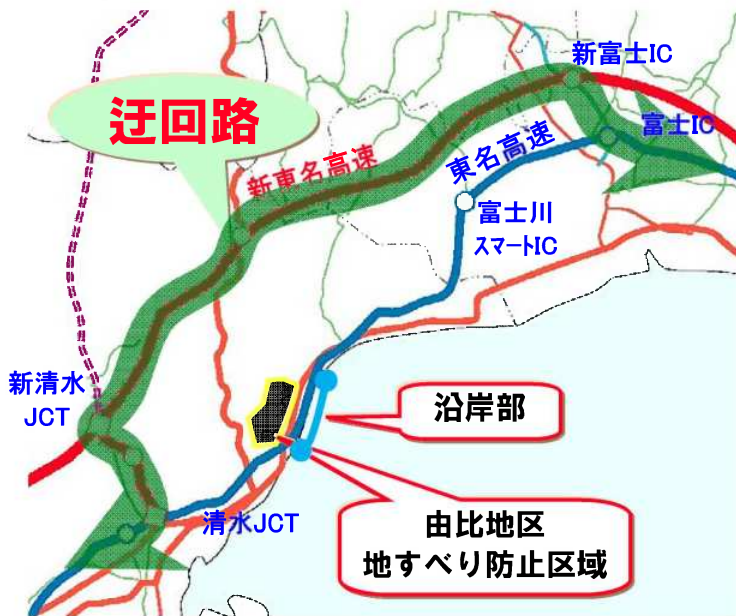 新富士IC
迂回路
富士IC
東名高速
新東名高速
富士川
スマートIC
新清水
JCT
沿岸部
清水JCT
由比地区
地すべり防止区域